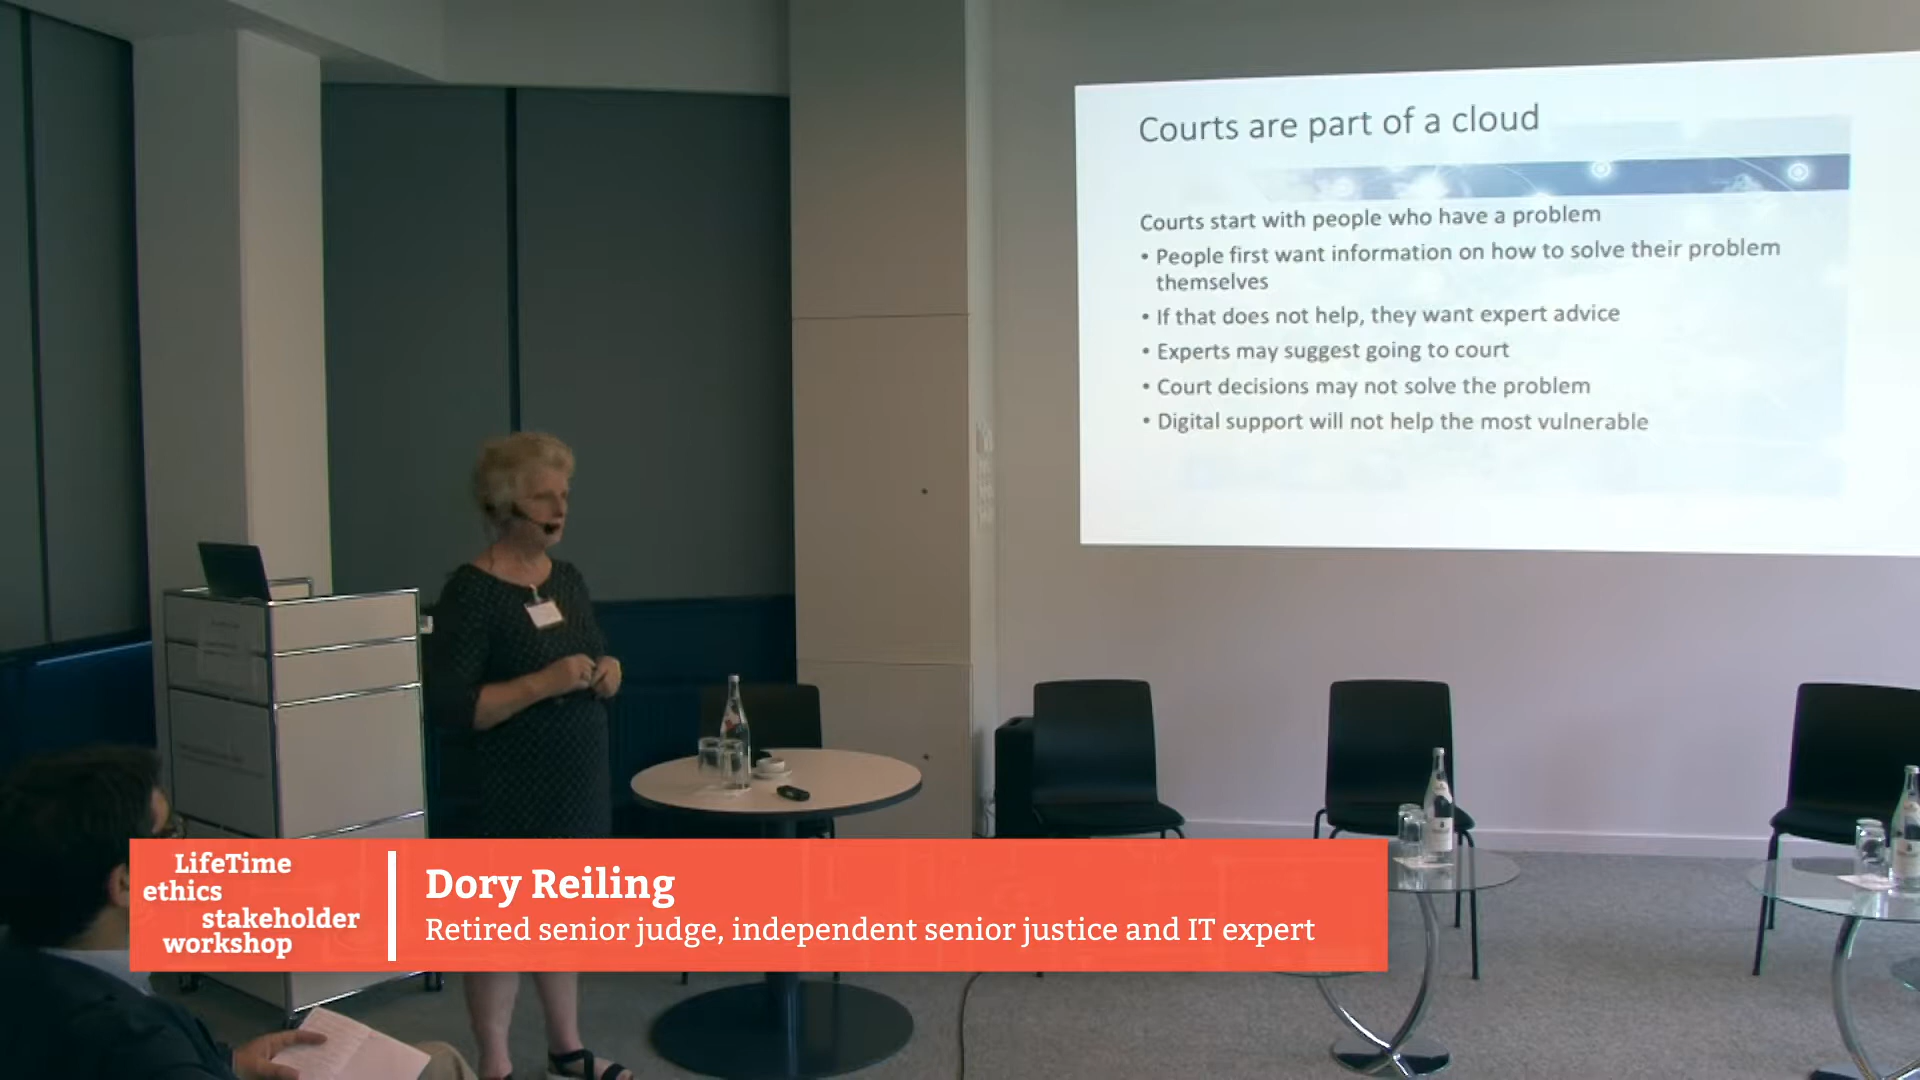 Courts are part of a cloud
Courts start with people who have a problem
• People first want information on how to solve their problem
themselves
• If that does not help, they want expert advice
• Experts may suggest going to court
• Court decisions may not solve the problem
• Digital support will not help the most vulnerable
LifeTime
ethics
stakeholder
workshop
Dory Reiling
Retired senior judge, independent senior justice and IT expert